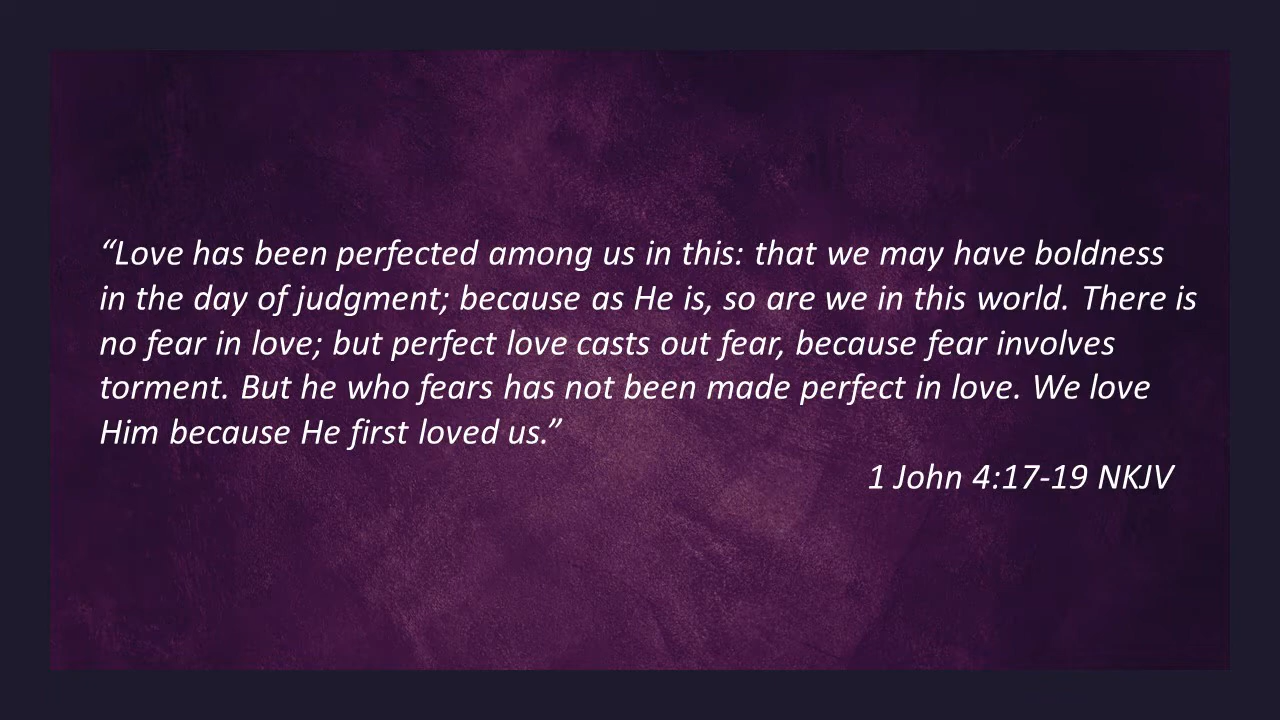 “Love has been perfected among us in this: that we may have boldness
in the day of judgment; because as He is, so are we in this world. There is
no fear in love; but perfect love casts out fear, because fear involves
torment. But he who fears has not been made perfect in love. We love
Him because He first loved us.”
1 John 4:17-19 NKJV